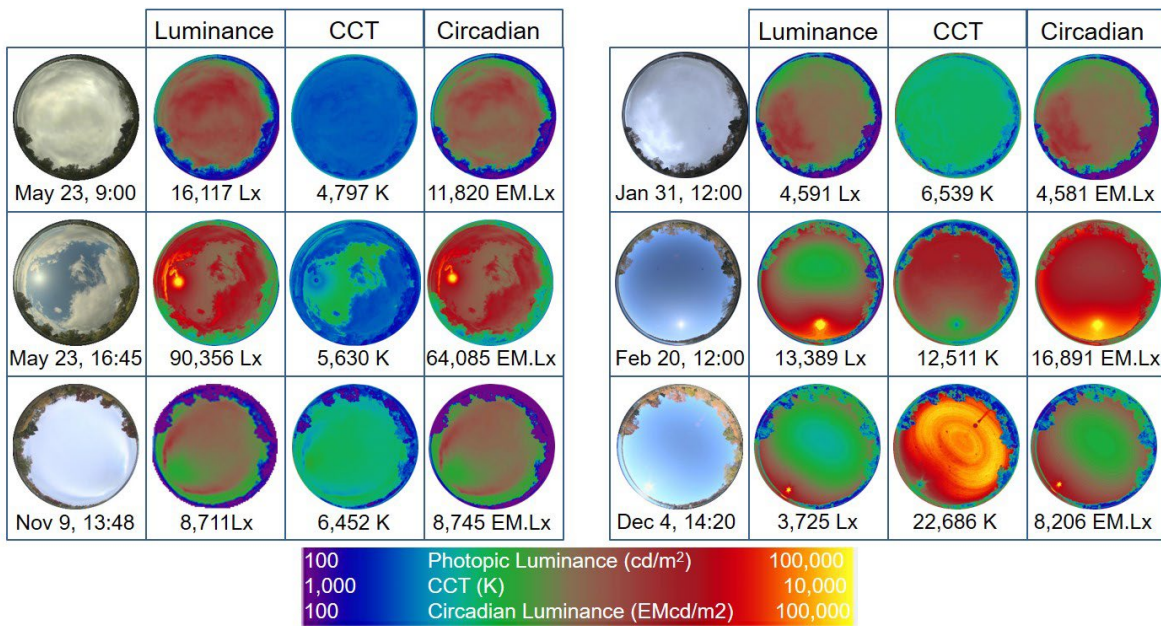 Luminance CCT Circadian
May 23, 9:00 16,117 Lx 4,797 K 11,820 EM.Lx
May 23, 16:45 90,356 Lx 5,630 K 64,085 EM.Lx
Nov 9, 13:48 8,711Lx 6,452 K 8,745 EM.Lx
Luminance CCT Circadian
Jan 31, 12:00 4,591 Lx 6,539 K 4,581 EM.Lx
Feb 20, 12:00 13,389 Lx 12,511 K 16,891 EM.Lx
Dec 4, 14:20 3,725 Lx 22,686 K 8,206 EM.Lx
100 Photopic Luminance (cd/m²) 100,000
1,000 CCT (K) 10,000
100 Circadian Luminance (EMcd/m2) 100,000